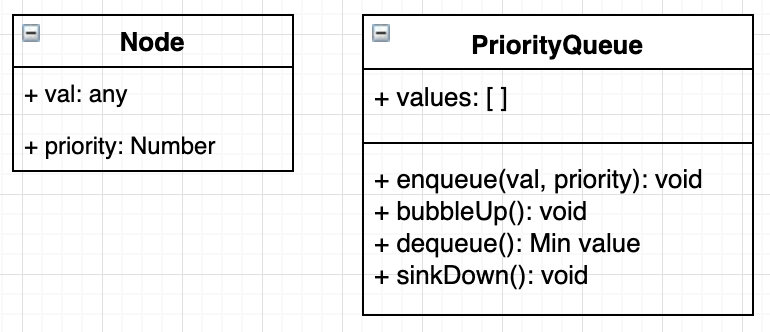 Node
+ val: any
+ priority: Number
PriorityQueue
+ values: [ ]
+ enqueue(val, priority): void
+ bubbleUp(): void
+ dequeue(): Min value
+ sinkDown(): void